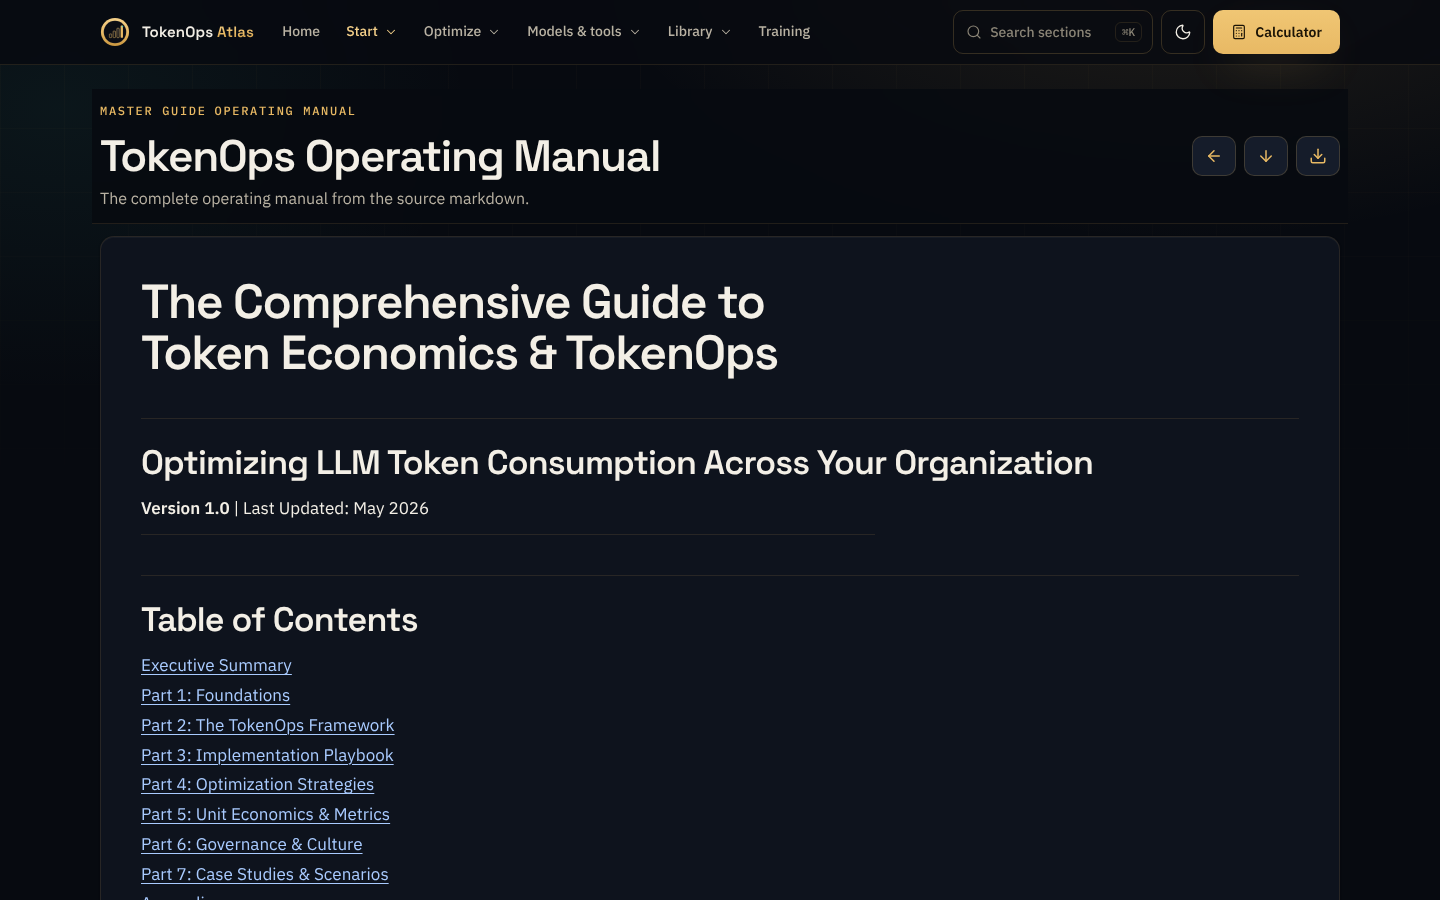 TokenOps Atlas
Home
Start
Optimize
Models & tools
Library
Training
Search sections
⌘K
Calculator
MASTER GUIDE OPERATING MANUAL
TokenOps Operating Manual
The complete operating manual from the source markdown.
The Comprehensive Guide to
Token Economics & TokenOps
Optimizing LLM Token Consumption Across Your Organization
Version 1.0 | Last Updated: May 2026
Table of Contents
Executive Summary
Part 1: Foundations
Part 2: The TokenOps Framework
Part 3: Implementation Playbook
Part 4: Optimization Strategies
Part 5: Unit Economics & Metrics
Part 6: Governance & Culture
Part 7: Case Studies & Scenarios